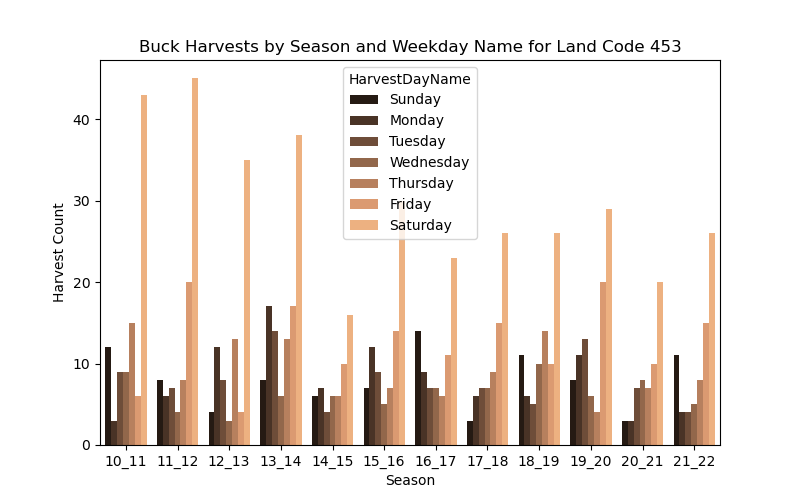 Buck Harvests by Season and Weekday Name for Land Code 453
HarvestDayName
Sunday
Monday
Tuesday
Wednesday
Thursday
Friday
Saturday
Harvest Count
40
30
20
10
0
10_11 11_12 12_13 13_14 14_15 15_16 16_17 17_18 18_19 19_20 20_21 21_22
Season